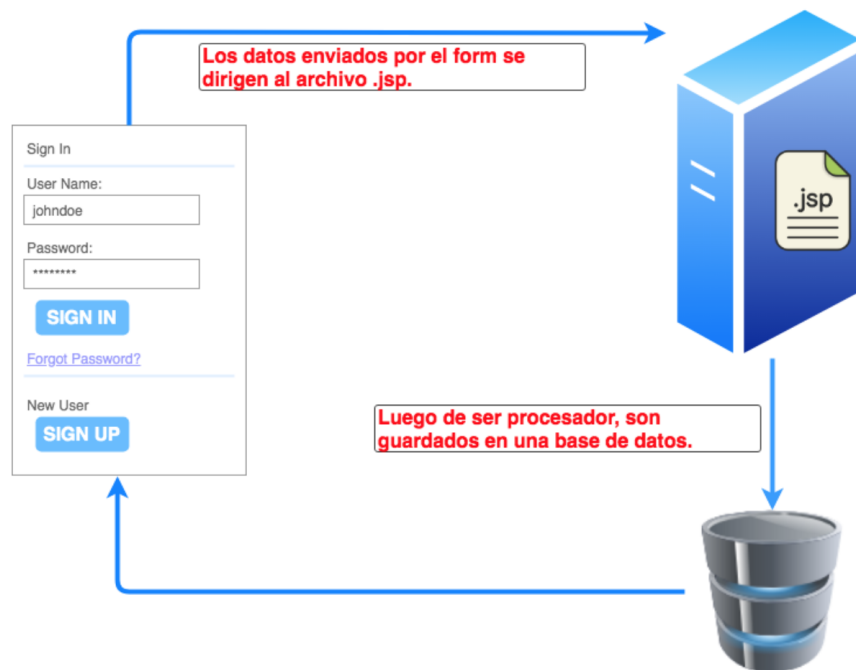 Los datos enviados por el form se
dirigen al archivo .jsp.
Sign In
User Name:
johndoe
Password:
********
SIGN IN
Forgot Password?
New User
SIGN UP
.jsp
Luego de ser procesador, son
guardados en una base de datos.